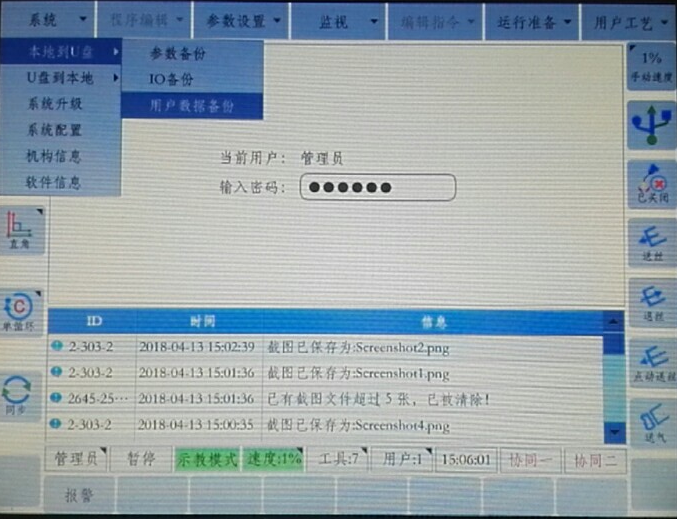 系统 程序编辑 参数设置 监视 编辑指令 运行准备 用户工艺
本地到U盘 参数备份
U盘到本地 IO备份
系统升级 用户数据备份
系统配置
机构信息
软件信息
1%
手动速度
已关闭
当前用户： 管理员
输入密码： ●●●●●●
直角
送丝
退丝
单循环
点动送丝
同步
送气
ID 时间 信息
2-303-2 2018-04-13 15:02:39 截图已保存为:Screenshot2.png
2-303-2 2018-04-13 15:01:36 截图已保存为:Screenshot1.png
2645-25… 2018-04-13 15:01:36 已有截图文件超过 5 张，已被清除！
2-303-2 2018-04-13 15:00:35 截图已保存为:Screenshot4.png
管理员 暂停 示教模式 速度:1% 工具:7 用户:1 15:06:01 协同一 协同二
报警